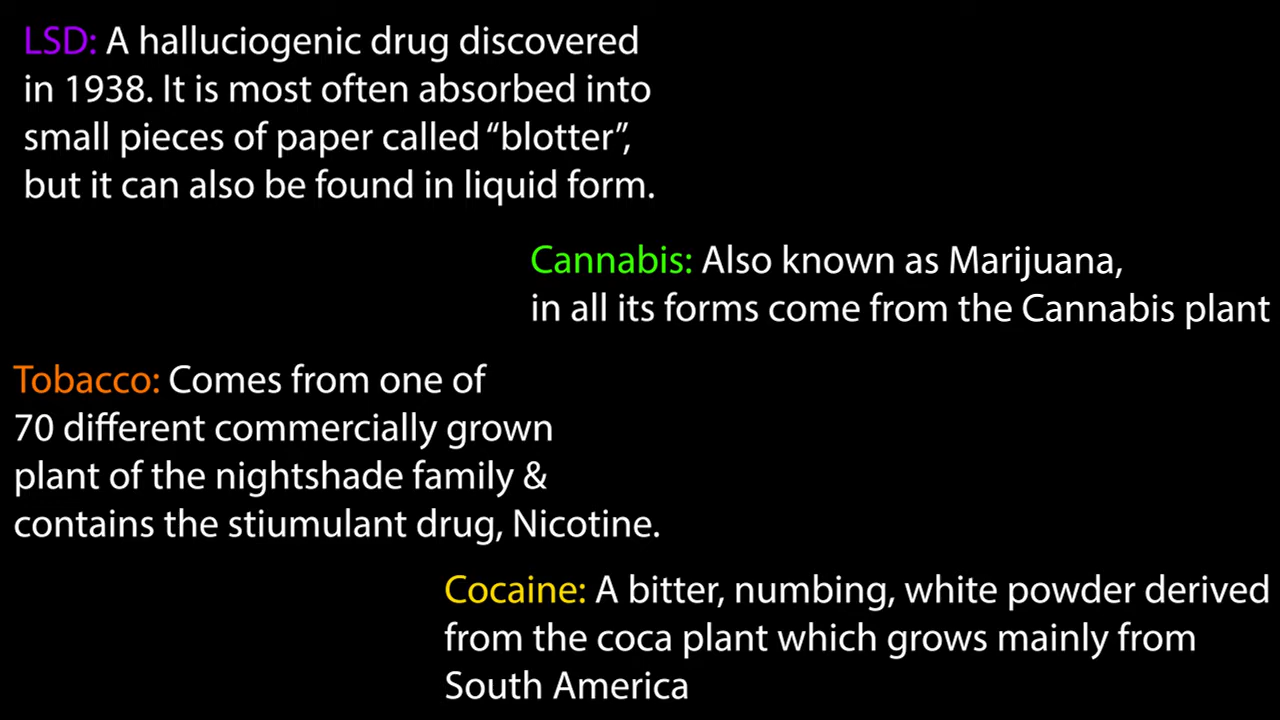 LSD: A halluciogenic drug discovered
in 1938. It is most often absorbed into
small pieces of paper called “blotter”,
but it can also be found in liquid form.
Cannabis: Also known as Marijuana,
in all its forms come from the Cannabis plant
Tobacco: Comes from one of
70 different commercially grown
plant of the nightshade family &
contains the stiumulant drug, Nicotine.
Cocaine: A bitter, numbing, white powder derived
from the coca plant which grows mainly from
South America